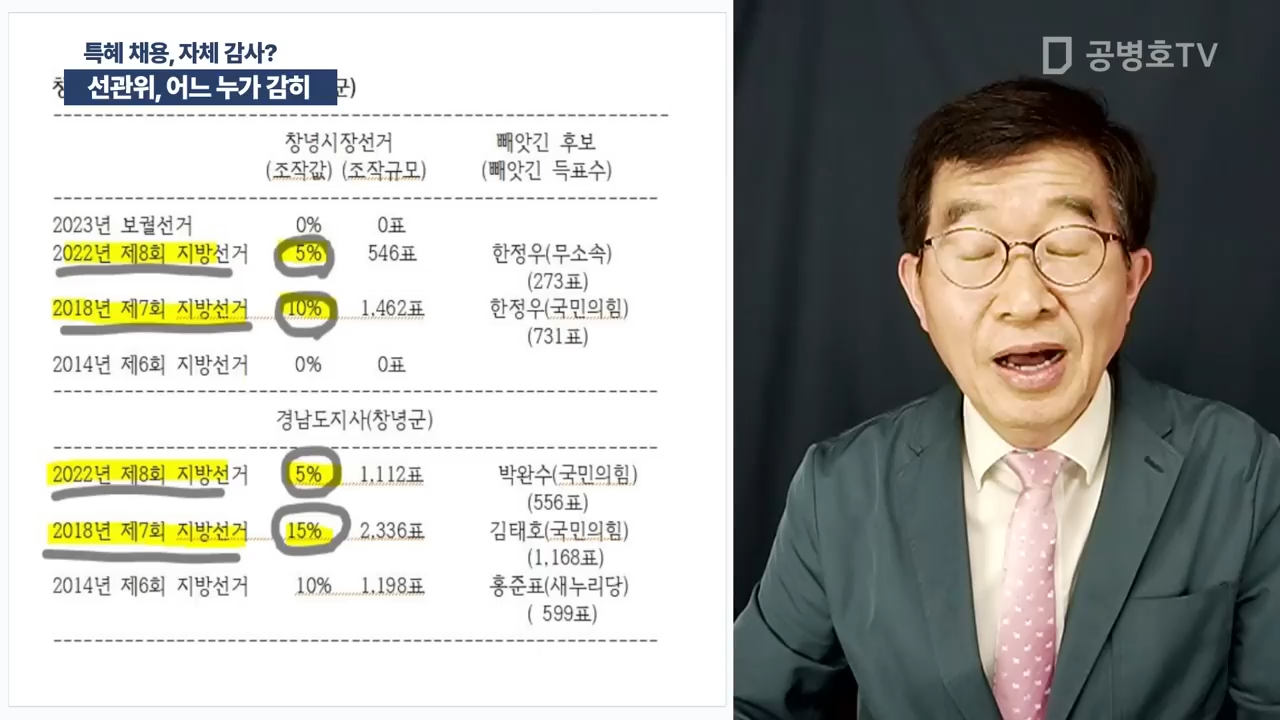 특혜 채용, 자체 감사?
선관위, 어느 누가 감히
군)
공병호TV
창녕시장선거 빼앗긴 후보
(조작값) (조작규모) (빼앗긴 득표수)
2023년 보궐선거 0% 0표
2022년 제8회 지방선거 5% 546표 한정우(무소속)
(273표)
2018년 제7회 지방선거 10% 1,462표 한정우(국민의힘)
(731표)
2014년 제6회 지방선거 0% 0표
경남도지사(창녕군)
2022년 제8회 지방선거 5% 1,112표 박완수(국민의힘)
(556표)
2018년 제7회 지방선거 15% 2,336표 김태호(국민의힘)
(1,168표)
2014년 제6회 지방선거 10% 1,198표 홍준표(새누리당)
( 599표)